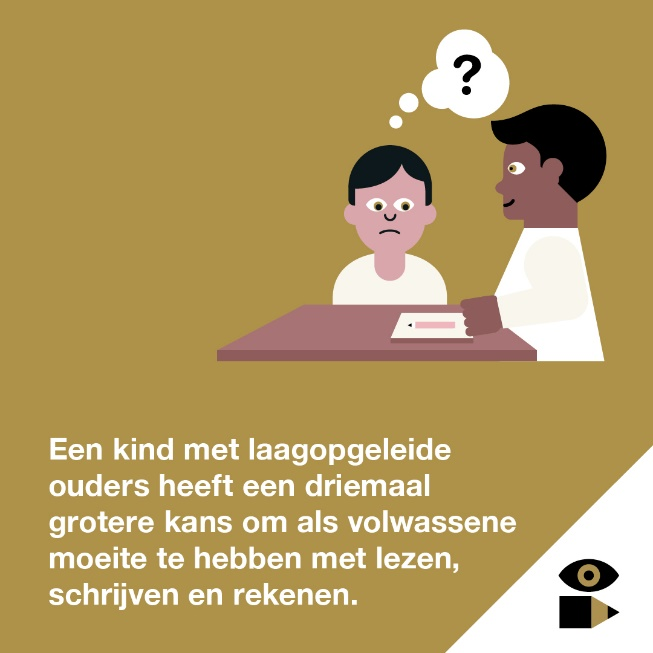 ?
Een kind met laagopgeleide
ouders heeft een driemaal
grotere kans om als volwassene
moeite te hebben met lezen,
schrijven en rekenen.